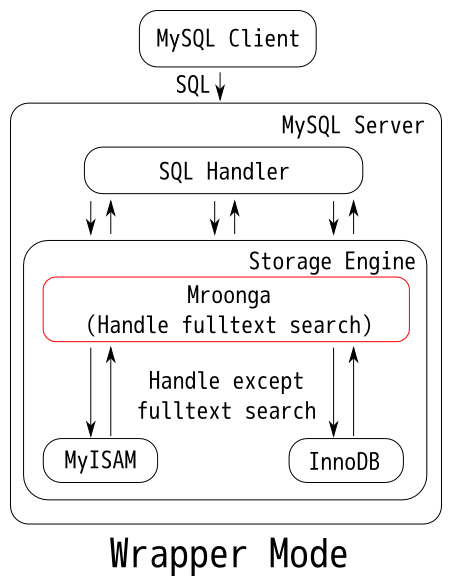 MySQL Client
SQL
MySQL Server
SQL Handler
Storage Engine
Mroonga
(Handle fulltext search)
Handle except
fulltext search
MyISAM
InnoDB
Wrapper Mode